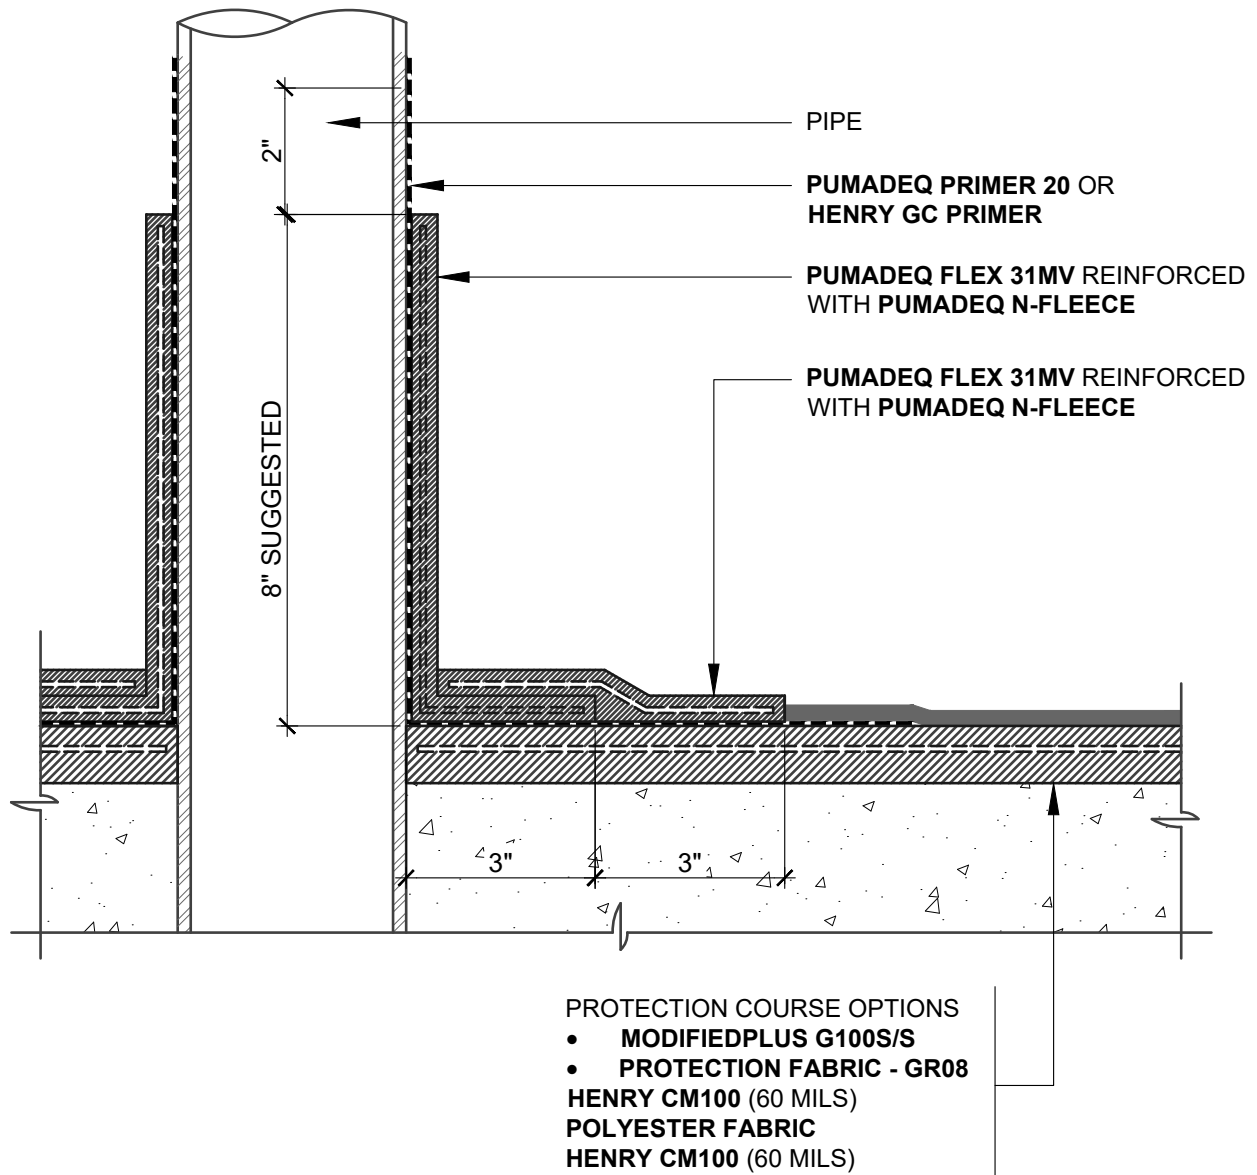 PIPE
PUMADEQ PRIMER 20 OR
HENRY GC PRIMER
PUMADEQ FLEX 31MV REINFORCED
WITH PUMADEQ N-FLEECE
PUMADEQ FLEX 31MV REINFORCED
WITH PUMADEQ N-FLEECE
2"
8" SUGGESTED
3"
3"
PROTECTION COURSE OPTIONS
• MODIFIEDPLUS G100S/S
• PROTECTION FABRIC - GR08
HENRY CM100 (60 MILS)
POLYESTER FABRIC
HENRY CM100 (60 MILS)